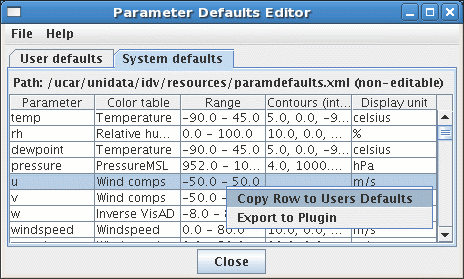 Parameter Defaults Editor
File Help
User defaults System defaults
Path: /ucar/unidata/idv/resources/paramdefaults.xml (non-editable)
Parameter Color table Range Contours (int... Display unit
temp Temperature -90.0 - 45.0 5.0, 0.0, -9... celsius
rh Relative hu... 0.0 - 100.0 10.0, 0.0, ... %
dewpoint Temperature -90.0 - 45.0 5.0, 0.0, -9... celsius
pressure PressureMSL 952.0 - 10... 4.0, 1000.... hPa
u Wind comps -50.0 - 50.0 m/s
v Wind comps -50.0 Copy Row to Users Defaults
w Inverse VisAD -8.0 - 8 Export to Plugin
windspeed Windspeed 0.0 - 80.0 10.0, 0.0, ... m/s
Close